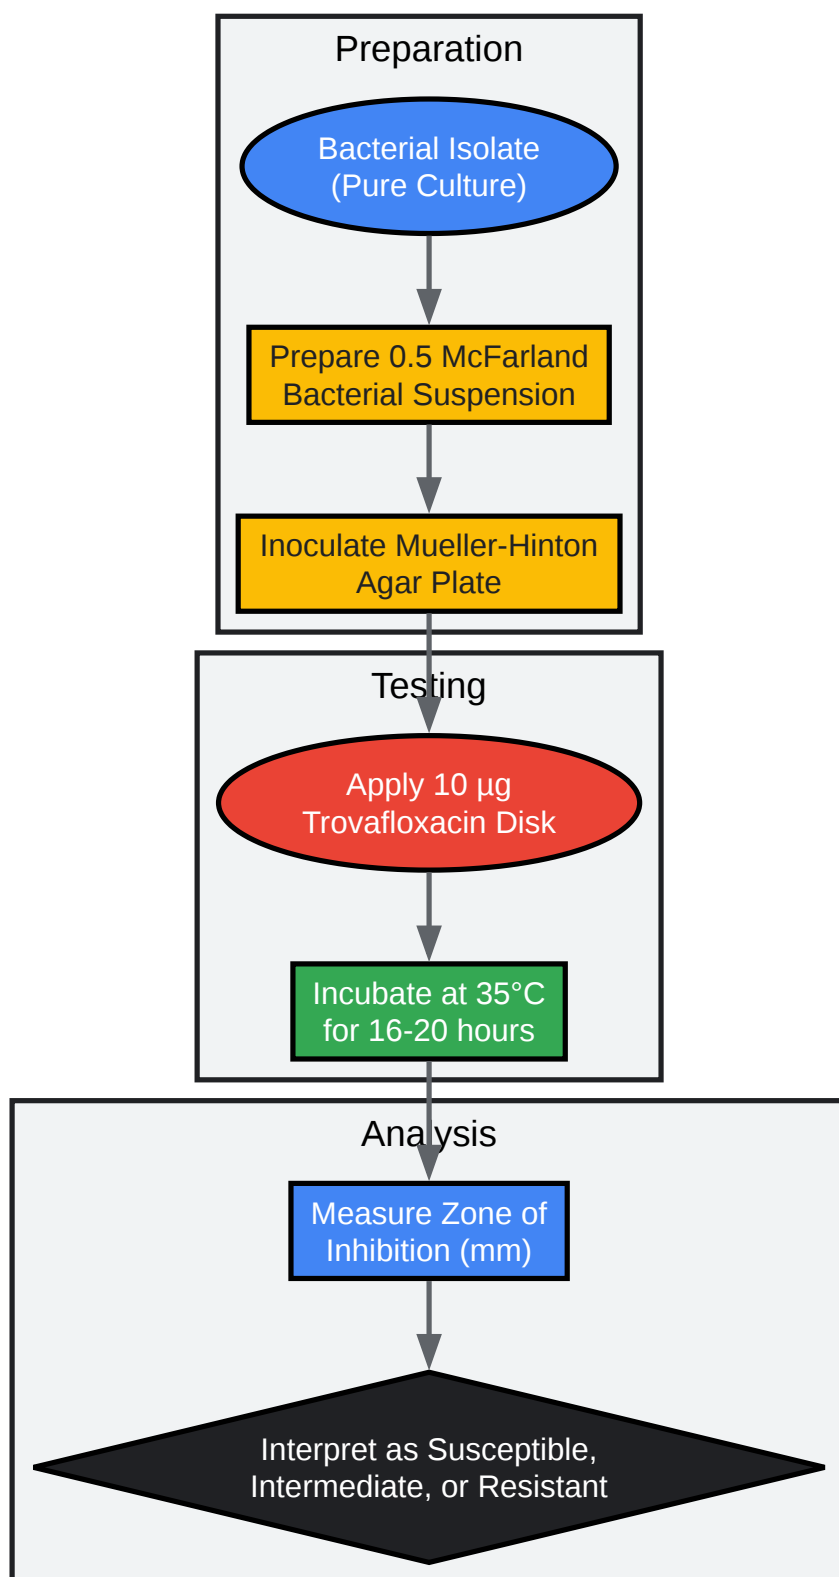 Preparation
Bacterial Isolate
(Pure Culture)
Prepare 0.5 McFarland
Bacterial Suspension
Inoculate Mueller-Hinton
Agar Plate
Testing
Apply 10 µg
Trovafloxacin Disk
Incubate at 35°C
for 16-20 hours
Analysis
Measure Zone of
Inhibition (mm)
Interpret as Susceptible,
Intermediate, or Resistant